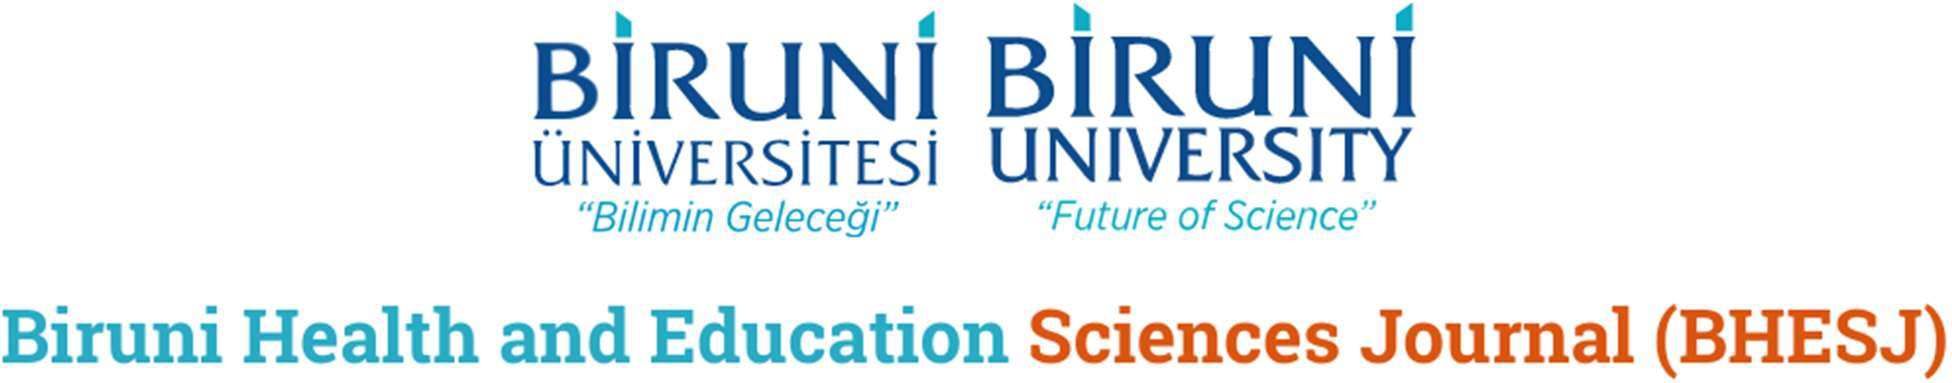 BİRUNİ
ÜNİVERSİTESİ
“Bilimin Geleceği”
BİRUNİ
UNIVERSITY
“Future of Science”
Biruni Health and Education Sciences Journal (BHESJ)